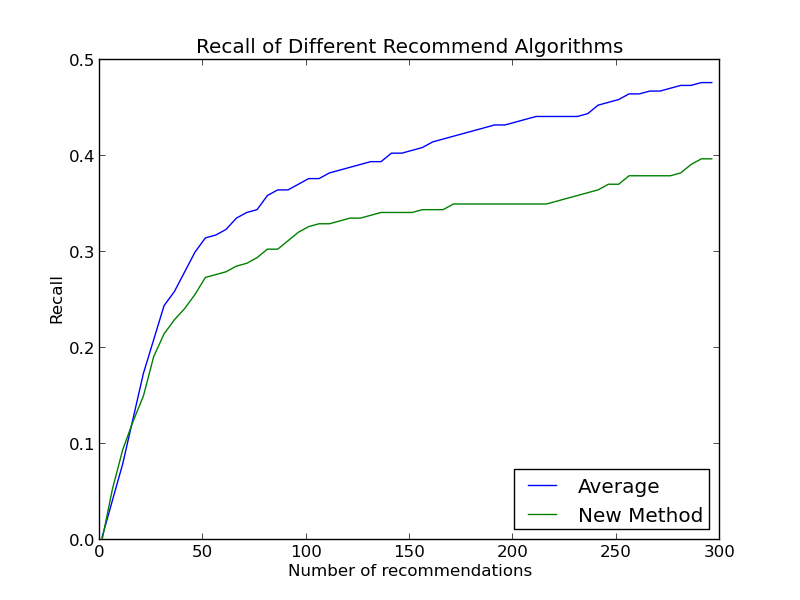 Recall of Different Recommend Algorithms
0.5
0.4
0.3
0.2
0.1
0.0
Recall
0 50 100 150 200 250 300
Number of recommendations
Average
New Method